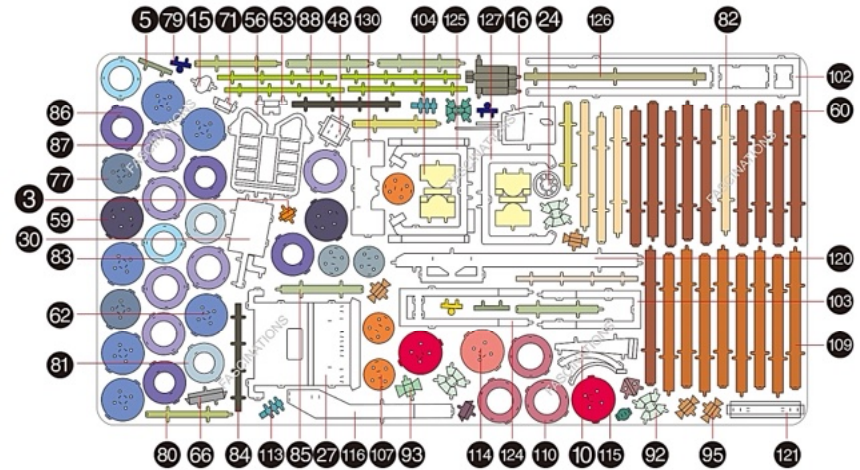 5 79 15 71 56 53 88 48 130 104 125 127 16 24 126 82
102
60
86
87
77
3
59
30
83
120
103
62
109
81
80 66 84 113 85 27 116 107 93 114 124 110 10 115 92 95 121
FASCINATIONS
FASCINATIONS
FASCINATIONS
FASCINATIONS
FASCINATIONS